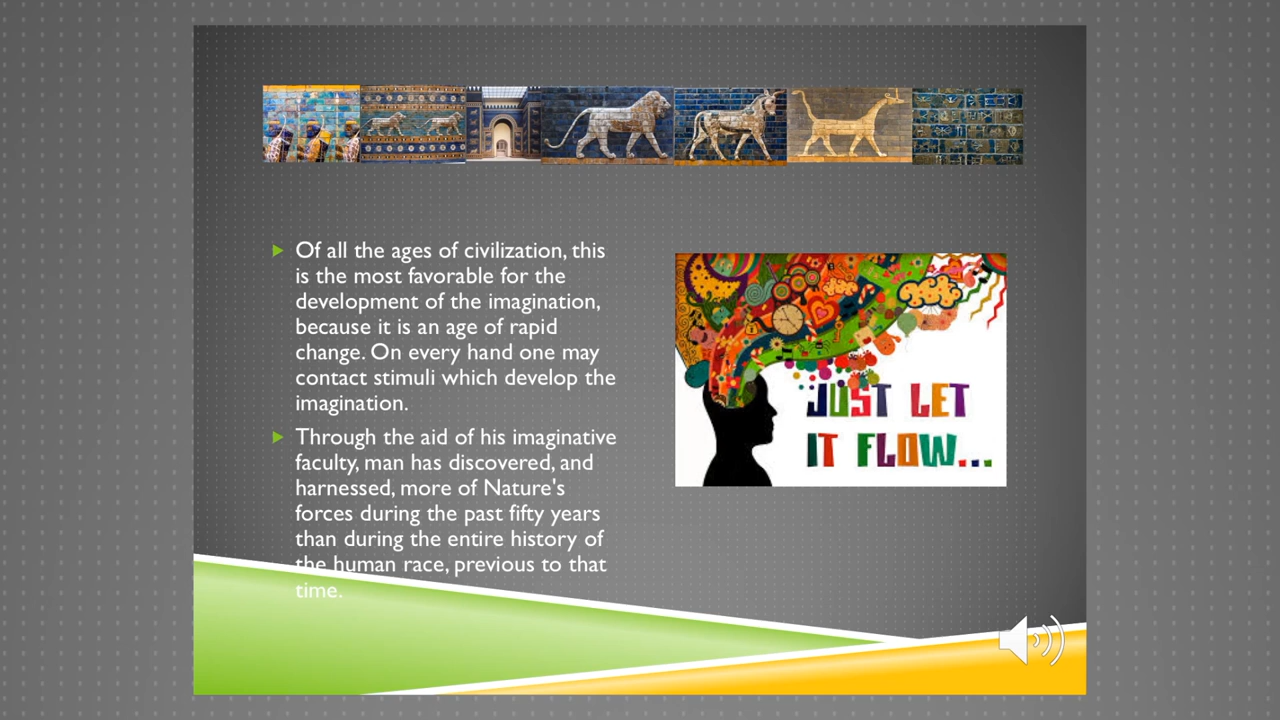 Of all the ages of civilization, this
is the most favorable for the
development of the imagination,
because it is an age of rapid
change. On every hand one may
contact stimuli which develop the
imagination.
Through the aid of his imaginative
faculty, man has discovered, and
harnessed, more of Nature's
forces during the past fifty years
than during the entire history of
the human race, previous to that
time.
JUST LET
IT FLOW...